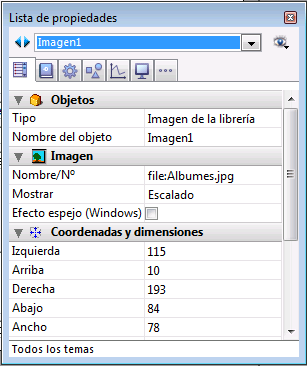 Lista de propiedades
Imagen1
Objetos
Tipo Imagen de la librería
Nombre del objeto Imagen1
Imagen
Nombre/Nº file:Albumes.jpg
Mostrar Escalado
Efecto espejo (Windows)
Coordenadas y dimensiones
Izquierda 115
Arriba 10
Derecha 193
Abajo 84
Ancho 78
Todos los temas